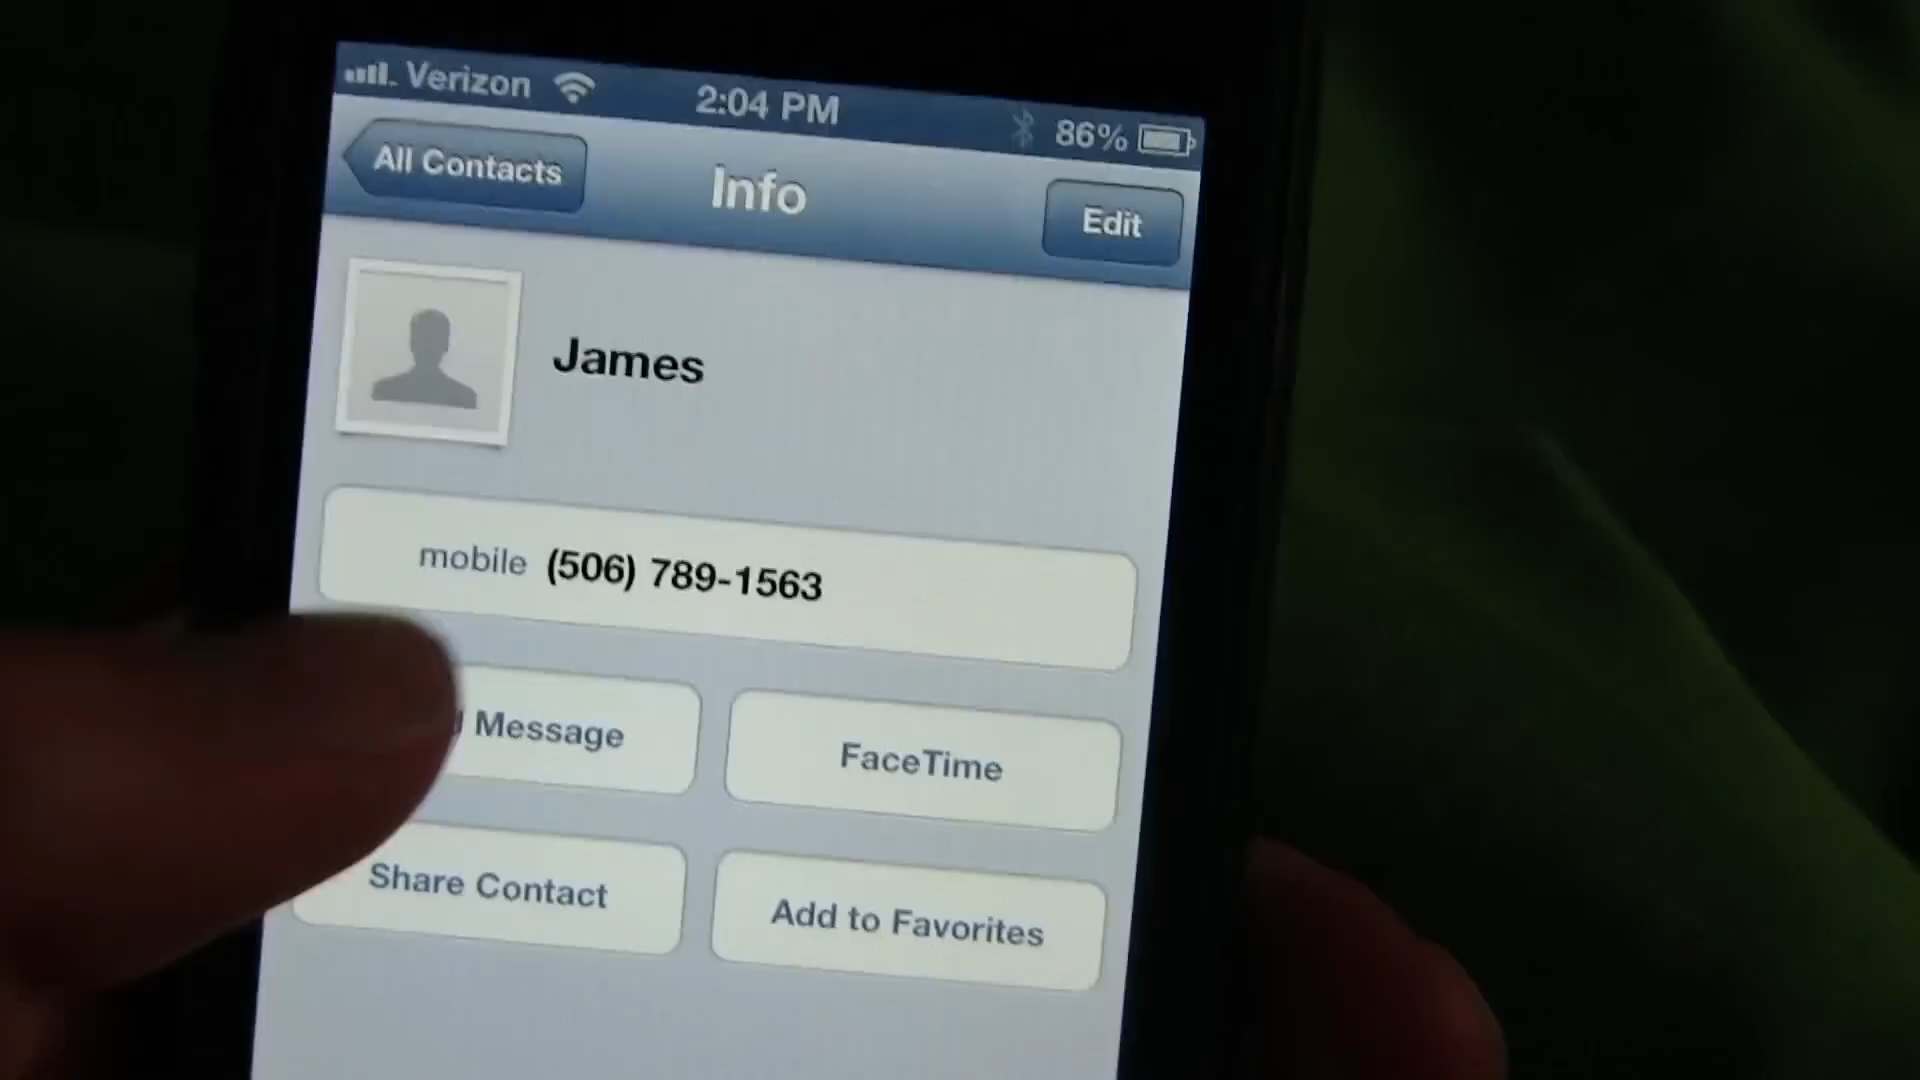 Verizon 2:04 PM 86%
All Contacts Info Edit
James
mobile (506) 789-1563
Message FaceTime
Share Contact Add to Favorites